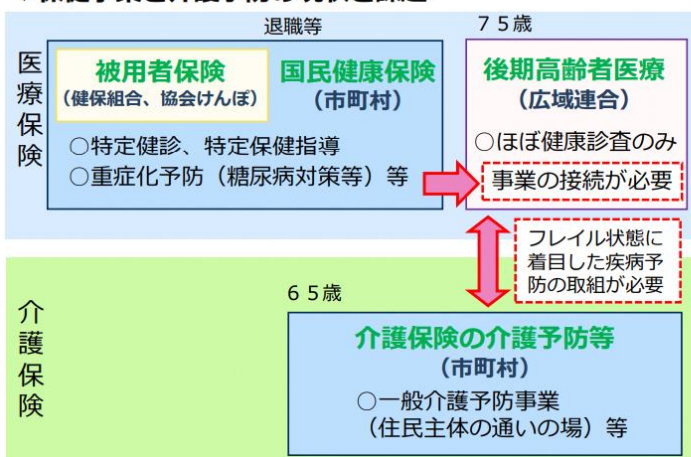 退職等
７５歳
医療保険
被用者保険
（健保組合、協会けんぽ）
国民健康保険
（市町村）
○特定健診、特定保健指導
○重症化予防（糖尿病対策等）等
後期高齢者医療
（広域連合）
○ほぼ健康診査のみ
事業の接続が必要
フレイル状態に
着目した疾病予
防の取組が必要
６５歳
介護保険
介護保険の介護予防等
（市町村）
○一般介護予防事業
（住民主体の通いの場）等